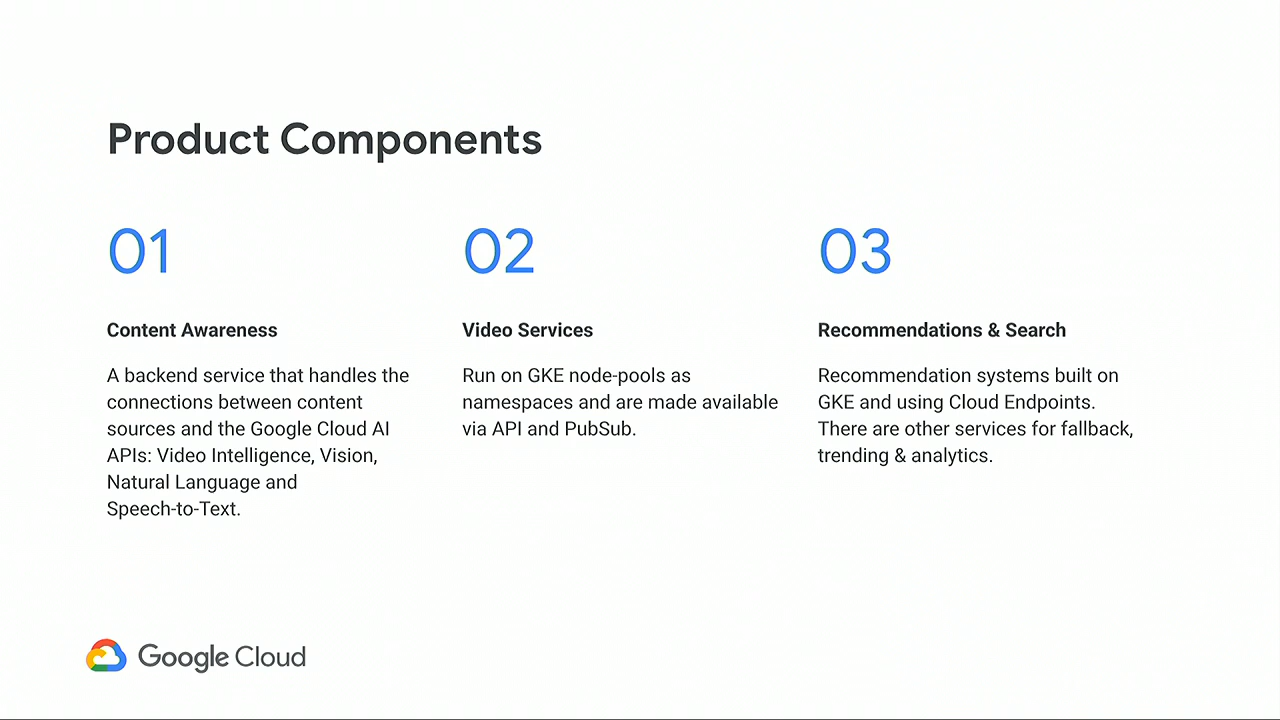 Product Components
01
Content Awareness
A backend service that handles the
connections between content
sources and the Google Cloud AI
APIs: Video Intelligence, Vision,
Natural Language and
Speech-to-Text.
02
Video Services
Run on GKE node-pools as
namespaces and are made available
via API and PubSub.
03
Recommendations & Search
Recommendation systems built on
GKE and using Cloud Endpoints.
There are other services for fallback,
trending & analytics.
Google Cloud